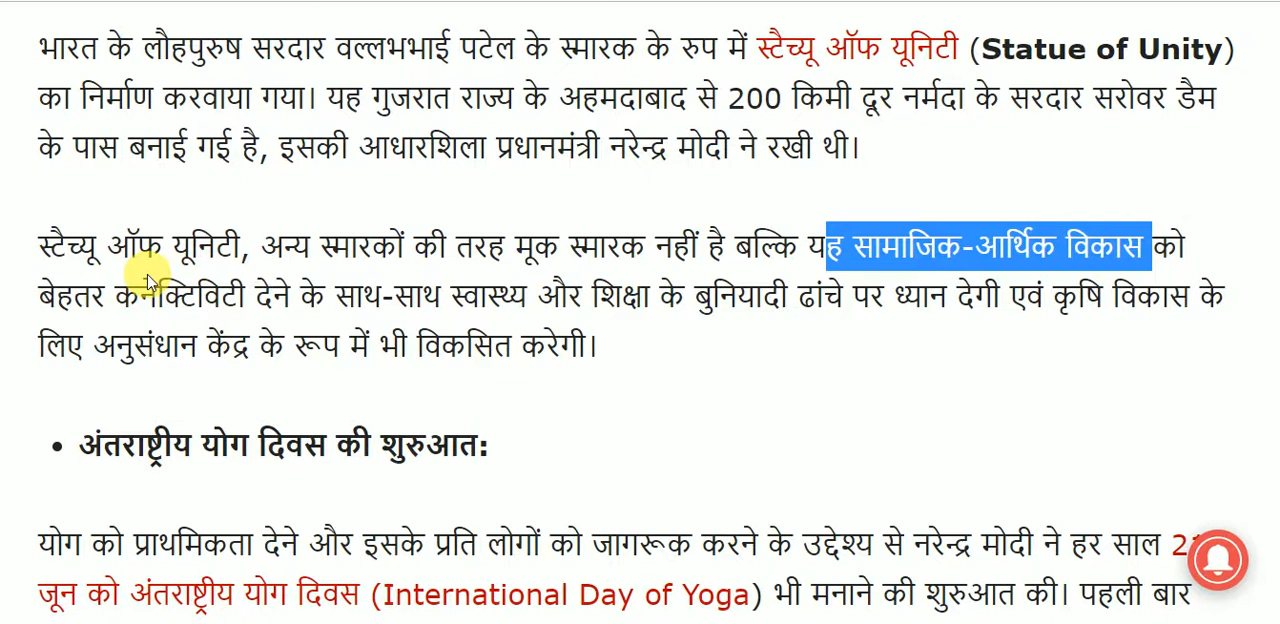 भारत के लौहपुरुष सरदार वल्लभभाई पटेल के स्मारक के रुप में स्टैच्यू ऑफ यूनिटी (Statue of Unity)
का निर्माण करवाया गया। यह गुजरात राज्य के अहमदाबाद से 200 किमी दूर नर्मदा के सरदार सरोवर डैम
के पास बनाई गई है, इसकी आधारशिला प्रधानमंत्री नरेन्द्र मोदी ने रखी थी।
स्टैच्यू ऑफ यूनिटी, अन्य स्मारकों की तरह मूक स्मारक नहीं है बल्कि यह सामाजिक-आर्थिक विकास को
बेहतर कनेक्टिविटी देने के साथ-साथ स्वास्थ्य और शिक्षा के बुनियादी ढांचे पर ध्यान देगी एवं कृषि विकास के
लिए अनुसंधान केंद्र के रूप में भी विकसित करेगी।
• अंतराष्ट्रीय योग दिवस की शुरुआत:
योग को प्राथमिकता देने और इसके प्रति लोगों को जागरूक करने के उद्देश्य से नरेन्द्र मोदी ने हर साल
जून को अंतराष्ट्रीय योग दिवस (International Day of Yoga) भी मनाने की शुरुआत की। पहली बार